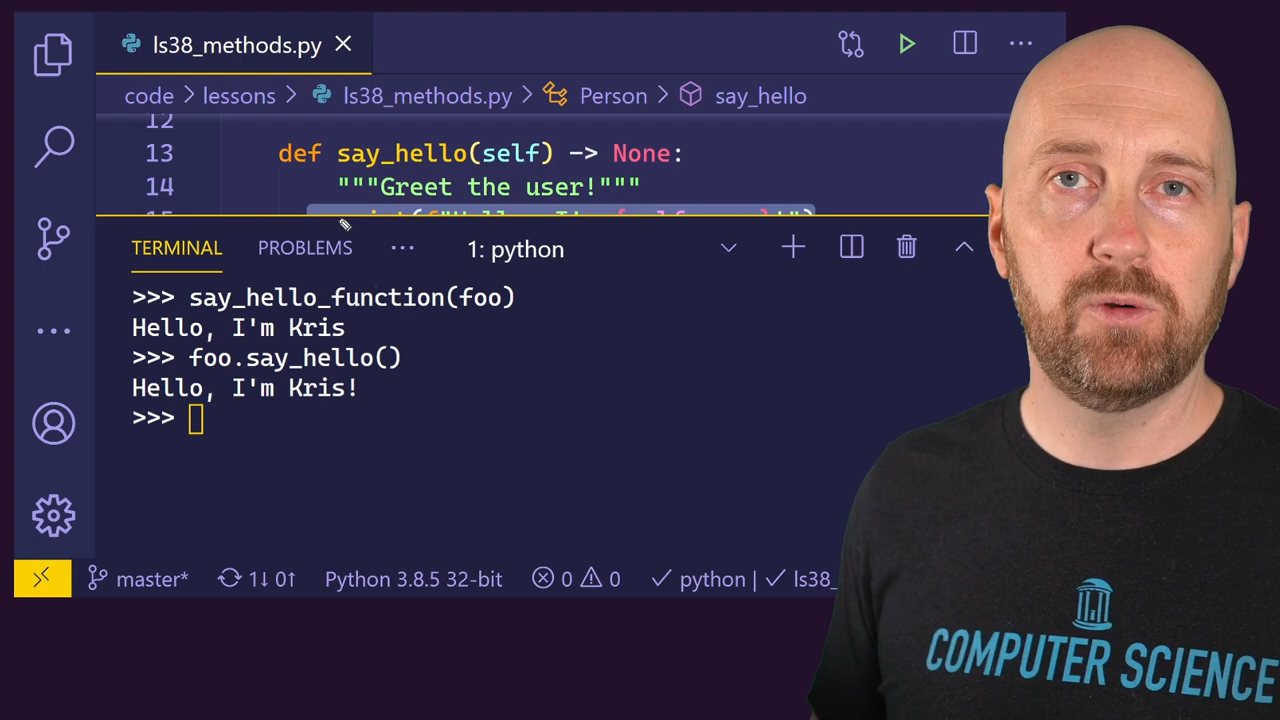 ls38_methods.py
code > lessons > ls38_methods.py > Person > say_hello
12
13 def say_hello(self) -> None:
14 """Greet the user!"""
TERMINAL PROBLEMS ··· 1: python
>>> say_hello_function(foo)
Hello, I'm Kris
>>> foo.say_hello()
Hello, I'm Kris!
>>>
master* 1↓ 0↑ Python 3.8.5 32-bit 0 0 python | ls38_
COMPUTER SCIENCE